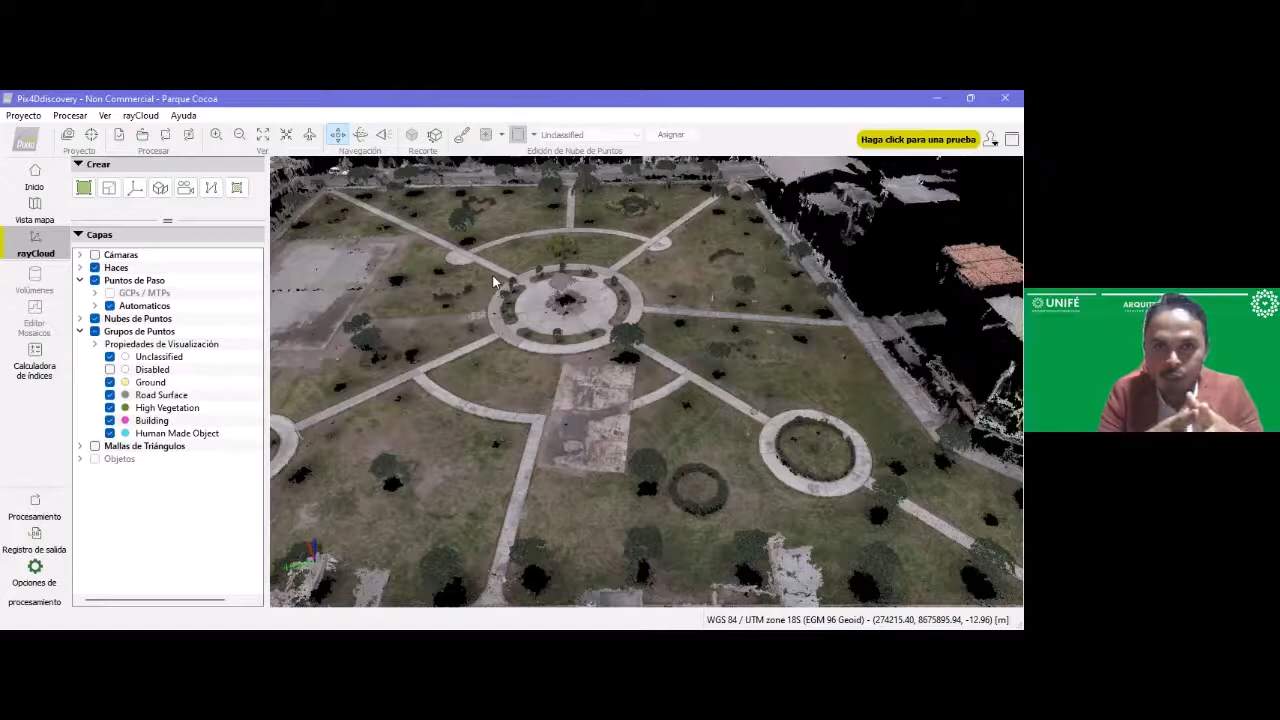 Pix4Ddiscovery - Non Commercial - Parque Cocoa
Proyecto Procesar Ver rayCloud Ayuda
Unclassified Asignar
Haga click para una prueba
Proyecto Procesar Ver Navegación Recorte Edición de Nube de Puntos
Inicio
Vista mapa
rayCloud
Volúmenes
Editor
Mosaicos
Calculadora
de índices
Procesamiento
Registro de salida
Opciones de
procesamiento
Crear
Capas
Cámaras
Haces
Puntos de Paso
GCPs / MTPs
Automaticos
Nubes de Puntos
Grupos de Puntos
Propiedades de Visualización
Unclassified
Disabled
Ground
Road Surface
High Vegetation
Building
Human Made Object
Mallas de Triángulos
Objetos
WGS 84 / UTM zone 18S (EGM 96 Geoid) - (274215.40, 8675895.94, -12.96) [m]
UNIFÉ